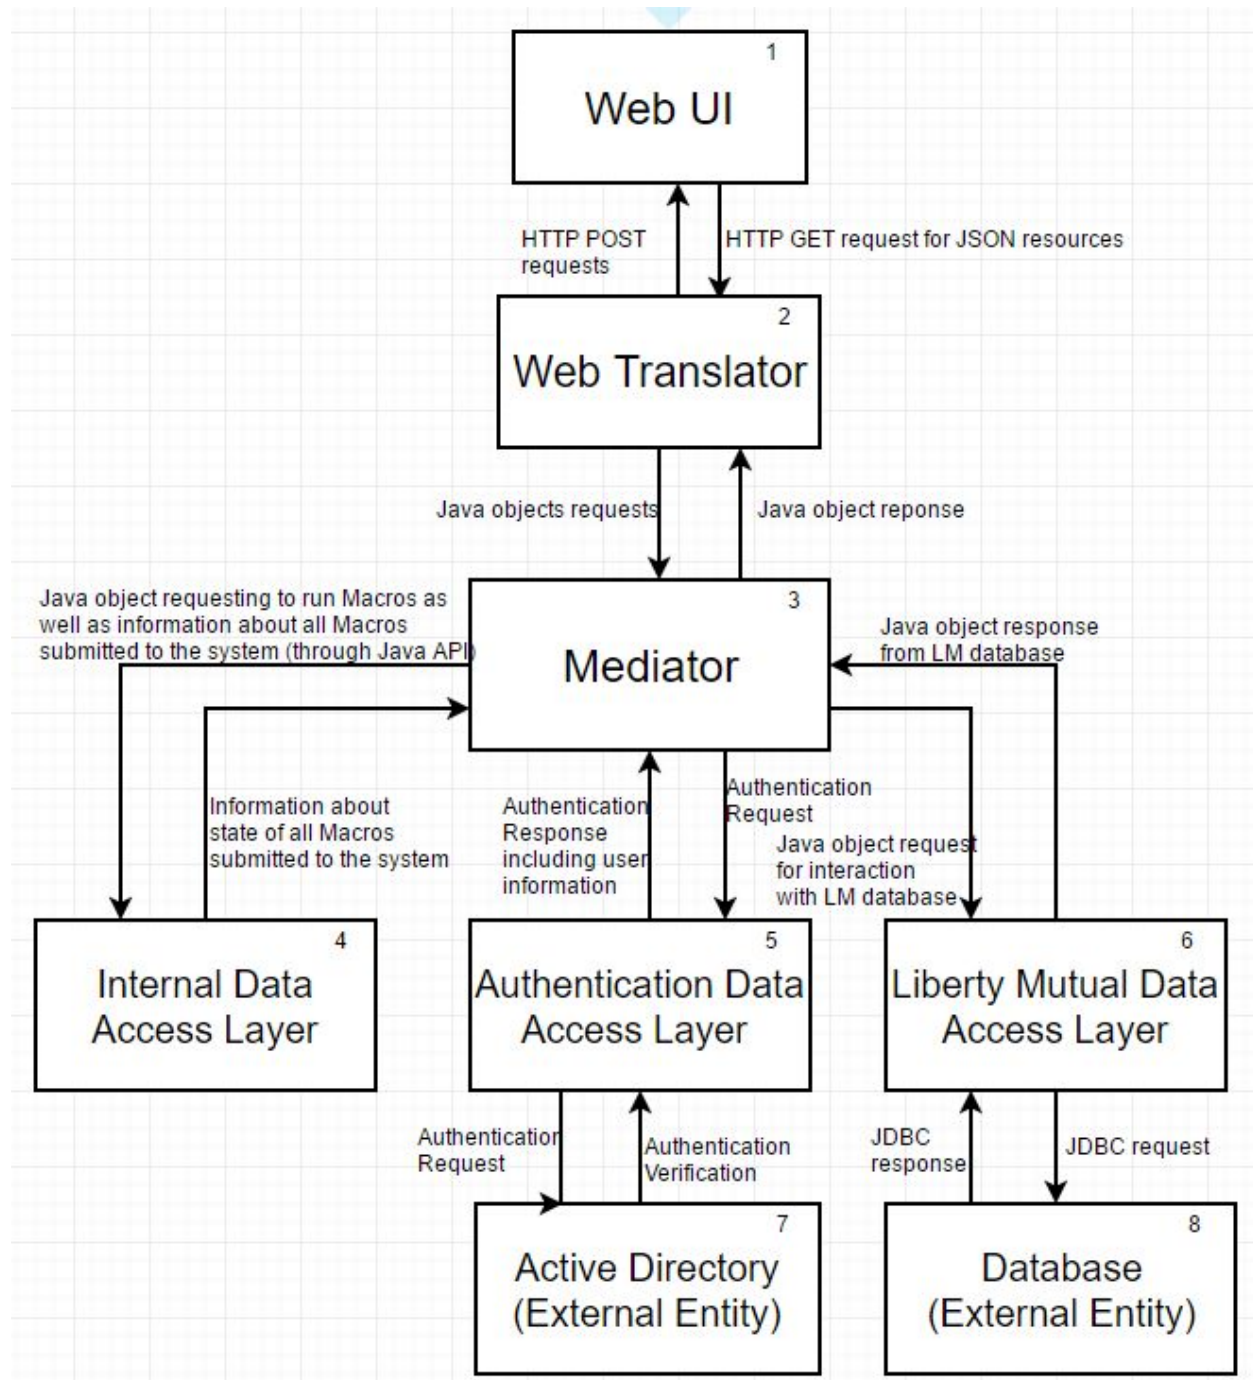 1
Web UI
HTTP POST
requests
HTTP GET request for JSON resources
2
Web Translator
Java objects requests
Java object reponse
Java object requesting to run Macros as
well as information about all Macros
submitted to the system (through Java API)
3
Mediator
Java object response
from LM database
Information about
state of all Macros
submitted to the system
Authentication
Response
including user
information
Authentication
Request
Java object request
for interaction
with LM database
4
Internal Data
Access Layer
5
Authentication Data
Access Layer
6
Liberty Mutual Data
Access Layer
Authentication
Request
Authentication
Verification
JDBC
response
JDBC request
7
Active Directory
(External Entity)
8
Database
(External Entity)